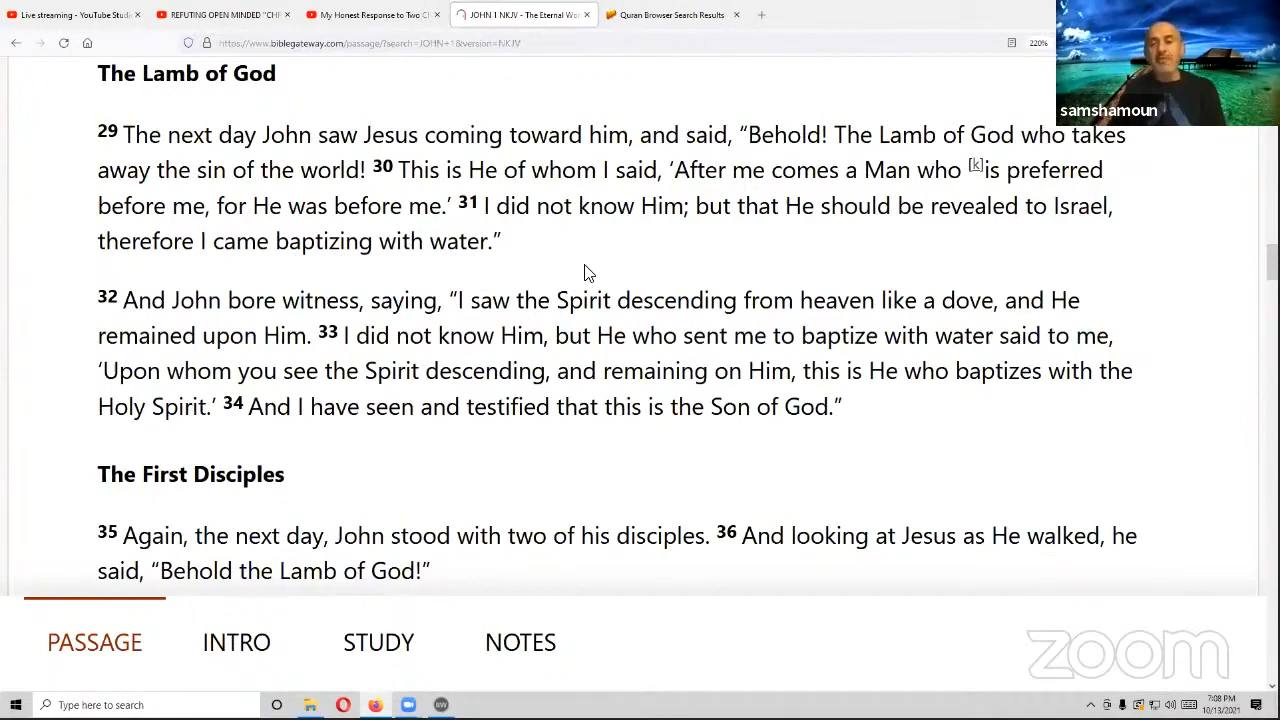 Live streaming - YouTube Studi
REFUTING OPEN MINDED "CHR
My Honest Response to Two Ch
JOHN 1 NKJV - The Eternal Wor
Quran Browser Search Results
https://www.biblegateway.com/passage/?search=JOHN+1&version=NKJV
220%
samshamoun
The Lamb of God
29 The next day John saw Jesus coming toward him, and said, “Behold! The Lamb of God who takes
away the sin of the world! 30 This is He of whom I said, ‘After me comes a Man who [k]is preferred
before me, for He was before me.’ 31 I did not know Him; but that He should be revealed to Israel,
therefore I came baptizing with water.”
32 And John bore witness, saying, “I saw the Spirit descending from heaven like a dove, and He
remained upon Him. 33 I did not know Him, but He who sent me to baptize with water said to me,
‘Upon whom you see the Spirit descending, and remaining on Him, this is He who baptizes with the
Holy Spirit.’ 34 And I have seen and testified that this is the Son of God.”
The First Disciples
35 Again, the next day, John stood with two of his disciples. 36 And looking at Jesus as He walked, he
said, “Behold the Lamb of God!”
PASSAGE INTRO STUDY NOTES
zoom
Type here to search
BW
7:08 PM
10/13/2021